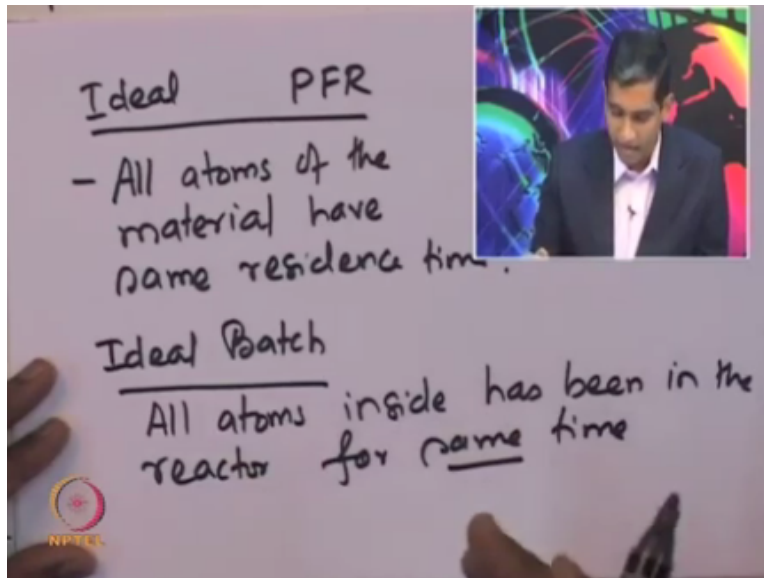 Ideal PFR
- All atoms of the
material have
same residence time.
Ideal Batch
All atoms inside has been in the
reactor for same time
NPTEL